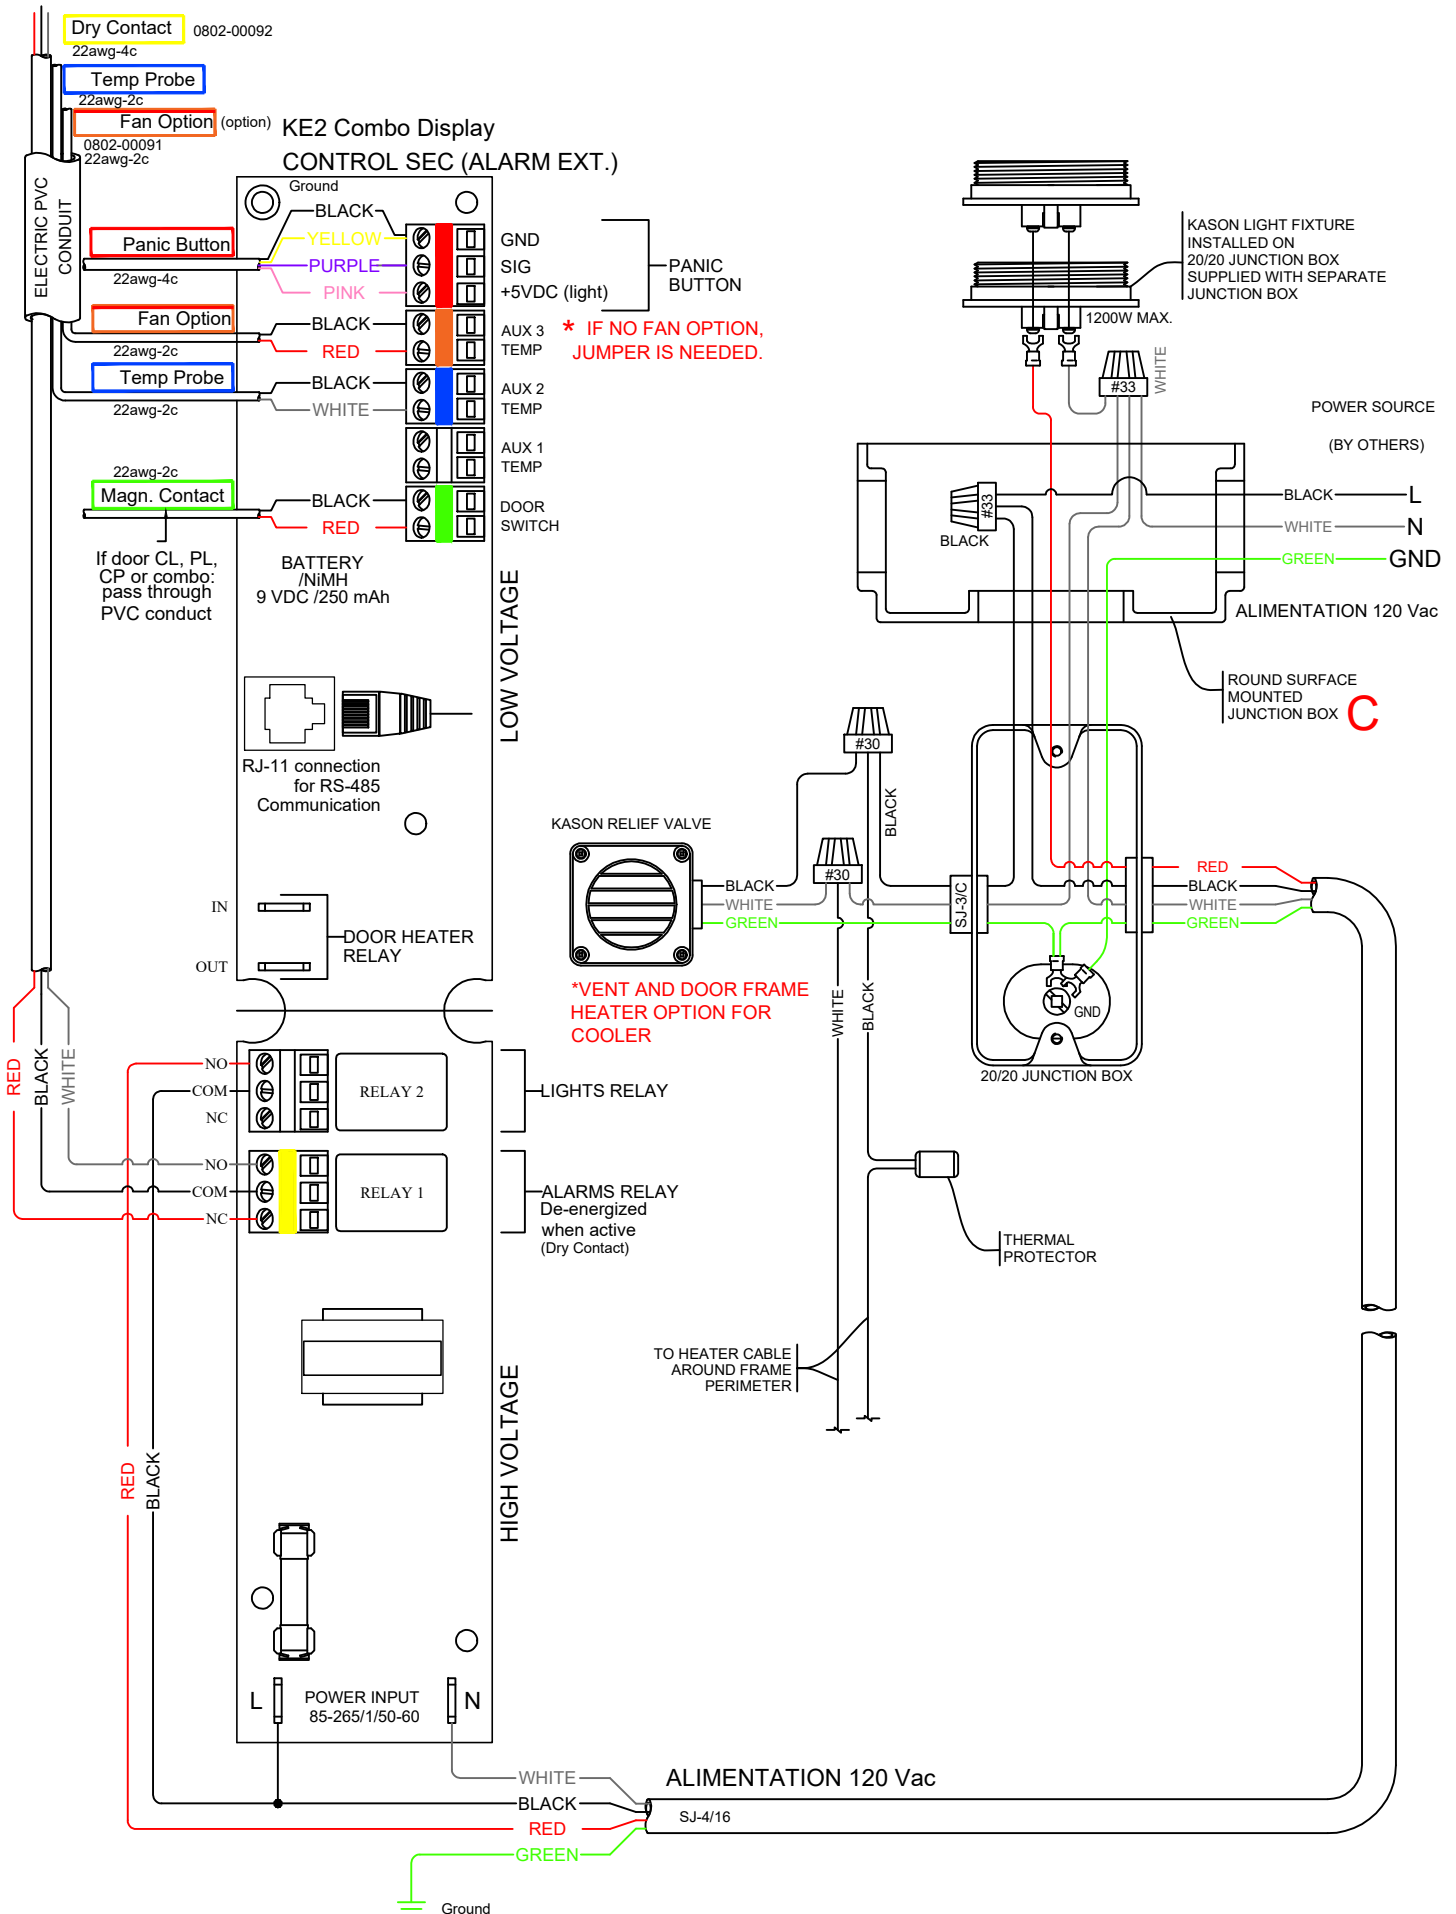 Dry Contact 0802-00092
22awg-4c
Temp Probe
22awg-2c
Fan Option (option)
0802-00091
22awg-2c
KE2 Combo Display
CONTROL SEC (ALARM EXT.)
ELECTRIC PVC
CONDUIT
Ground
Panic Button
22awg-4c
BLACK
YELLOW
PURPLE
PINK
GND
SIG
+5VDC (light)
PANIC
BUTTON
Fan Option
22awg-2c
BLACK
RED
AUX 3
TEMP
* IF NO FAN OPTION,
JUMPER IS NEEDED.
Temp Probe
22awg-2c
BLACK
WHITE
AUX 2
TEMP
AUX 1
TEMP
22awg-2c
Magn. Contact
BLACK
RED
DOOR
SWITCH
If door CL, PL,
CP or combo:
pass through
PVC conduct
BATTERY
/NiMH
9 VDC /250 mAh
LOW VOLTAGE
RJ-11 connection
for RS-485
Communication
IN
OUT
DOOR HEATER
RELAY
RED
BLACK
WHITE
NO
COM
NC
RELAY 2
LIGHTS RELAY
NO
COM
NC
RELAY 1
ALARMS RELAY
De-energized
when active
(Dry Contact)
HIGH VOLTAGE
RED
BLACK
L
POWER INPUT
85-265/1/50-60
N
WHITE
BLACK
RED
GREEN
Ground
ALIMENTATION 120 Vac
SJ-4/16
KASON LIGHT FIXTURE
INSTALLED ON
20/20 JUNCTION BOX
SUPPLIED WITH SEPARATE
JUNCTION BOX
1200W MAX.
#33
WHITE
POWER SOURCE
(BY OTHERS)
#33
BLACK
BLACK
L
WHITE
N
GREEN
GND
ALIMENTATION 120 Vac
ROUND SURFACE
MOUNTED
JUNCTION BOX
C
#30
BLACK
KASON RELIEF VALVE
#30
BLACK
WHITE
GREEN
SJ-3/C
RED
BLACK
WHITE
GREEN
*VENT AND DOOR FRAME
HEATER OPTION FOR
COOLER
WHITE
BLACK
GND
20/20 JUNCTION BOX
THERMAL
PROTECTOR
TO HEATER CABLE
AROUND FRAME
PERIMETER